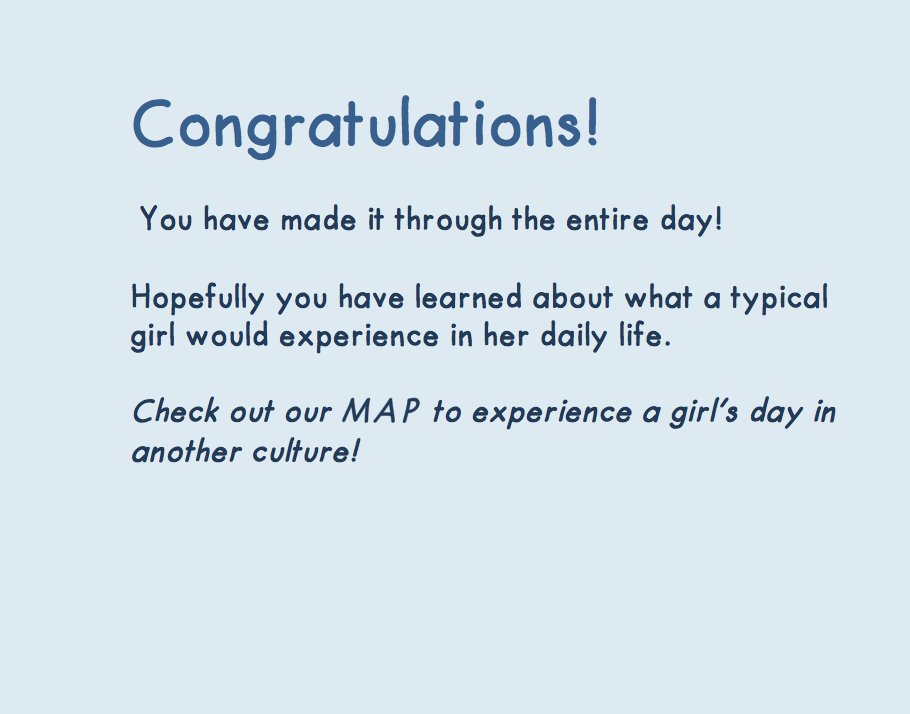 Congratulations!
You have made it through the entire day!
Hopefully you have learned about what a typical
girl would experience in her daily life.
Check out our MAP to experience a girl's day in
another culture!